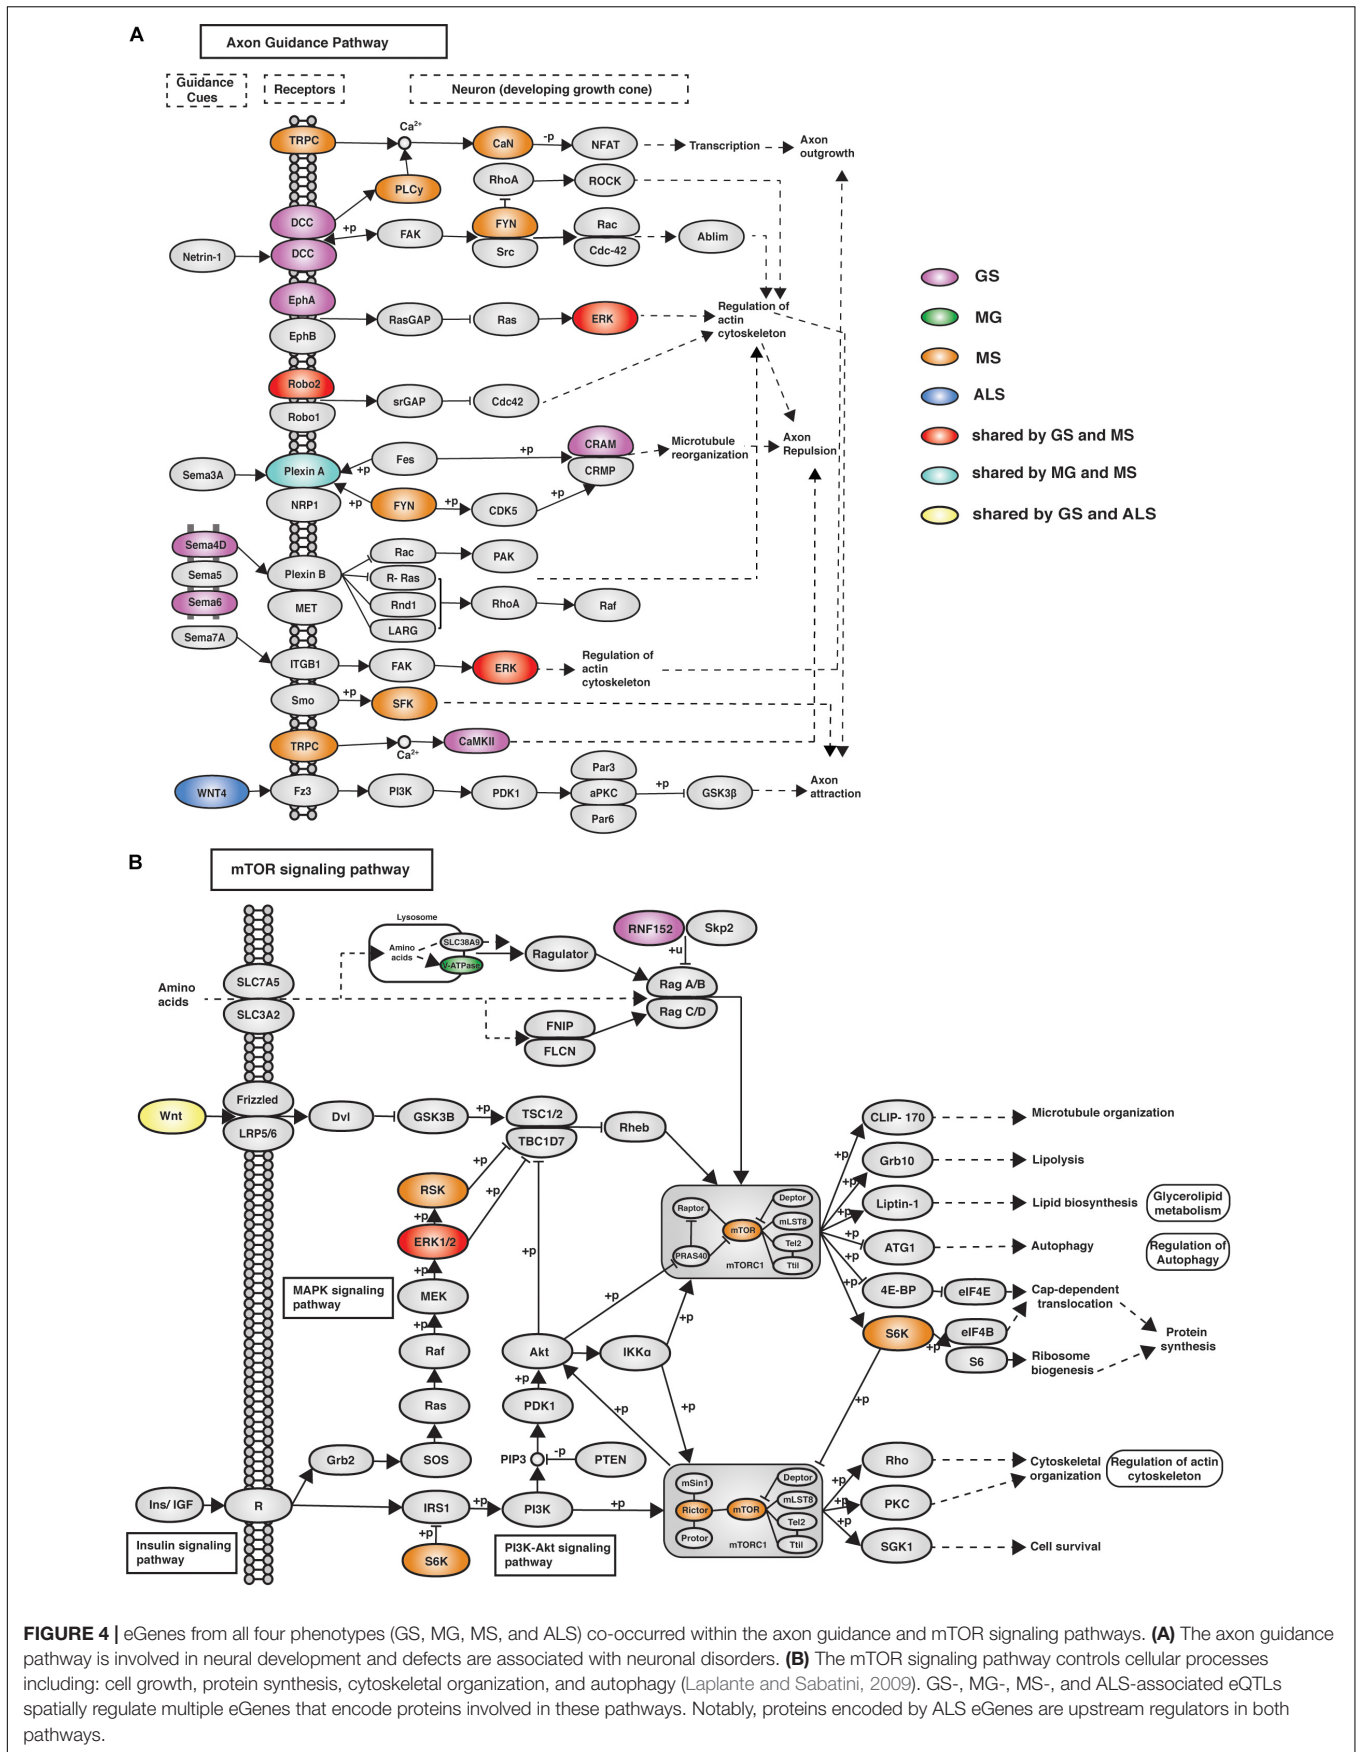 A
Axon Guidance Pathway
Guidance
Cues
Receptors
Neuron (developing growth cone)
TRPC
Ca2+
CaN
-p
NFAT
Transcription
Axon
outgrowth
PLCy
RhoA
ROCK
DCC
+p
FAK
FYN
Rac
Ablim
Netrin-1
DCC
Src
Cdc-42
EphA
EphB
RasGAP
Ras
ERK
Regulation of
actin
cytoskeleton
Robo2
Robo1
srGAP
Cdc42
Sema3A
Plexin A
NRP1
+p
Fes
+p
CRAM
CRMP
Microtubule
reorganization
Axon
Repulsion
+p
FYN
+p
CDK5
+p
Sema4D
Sema5
Sema6
Sema7A
Plexin B
MET
Rac
PAK
R- Ras
Rnd1
LARG
RhoA
Raf
ITGB1
FAK
ERK
Regulation of
actin
cytoskeleton
Smo
+p
SFK
TRPC
Ca2+
CaMKII
WNT4
Fz3
PI3K
PDK1
Par3
aPKC
Par6
+p
GSK3β
Axon
attraction
GS
MG
MS
ALS
shared by GS and MS
shared by MG and MS
shared by GS and ALS
B
mTOR signaling pathway
Lysosome
Amino
acids
SLC38A9
V-ATPase
Ragulator
RNF152
Skp2
+u
Rag A/B
Rag C/D
Amino
acids
SLC7A5
SLC3A2
FNIP
FLCN
Wnt
Frizzled
LRP5/6
Dvl
GSK3B
+p
TSC1/2
TBC1D7
Rheb
RSK
+p
+p
+p
ERK1/2
+p
MEK
+p
Raf
Ras
SOS
Grb2
MAPK signaling
pathway
+p
Raptor
PRAS40
mTOR
Deptor
mLST8
Tel2
Ttil
mTORC1
+p
+p
Akt
IKKα
+p
PDK1
+p
+p
PIP3
-p
PTEN
Ins/ IGF
R
IRS1
+p
PI3K
+p
+p
S6K
Insulin signaling
pathway
PI3K-Akt signaling
pathway
mSin1
Rictor
Protor
mTOR
Deptor
mLST8
Tel2
Ttil
mTORC1
+p
+p
+p
+p
+p
+p
CLIP- 170
Microtubule organization
Grb10
Lipolysis
Liptin-1
Lipid biosynthesis
Glycerolipid
metabolism
ATG1
Autophagy
Regulation of
Autophagy
4E-BP
eIF4E
Cap-dependent
translocation
S6K
+p
eIF4B
S6
Ribosome
biogenesis
Protein
synthesis
+p
+p
+p
+p
Rho
Cytoskeletal
organization
Regulation of actin
cytoskeleton
PKC
SGK1
Cell survival
FIGURE 4 | eGenes from all four phenotypes (GS, MG, MS, and ALS) co-occurred within the axon guidance and mTOR signaling pathways. (A) The axon guidance
pathway is involved in neural development and defects are associated with neuronal disorders. (B) The mTOR signaling pathway controls cellular processes
including: cell growth, protein synthesis, cytoskeletal organization, and autophagy (Laplante and Sabatini, 2009). GS-, MG-, MS-, and ALS-associated eQTLs
spatially regulate multiple eGenes that encode proteins involved in these pathways. Notably, proteins encoded by ALS eGenes are upstream regulators in both
pathways.